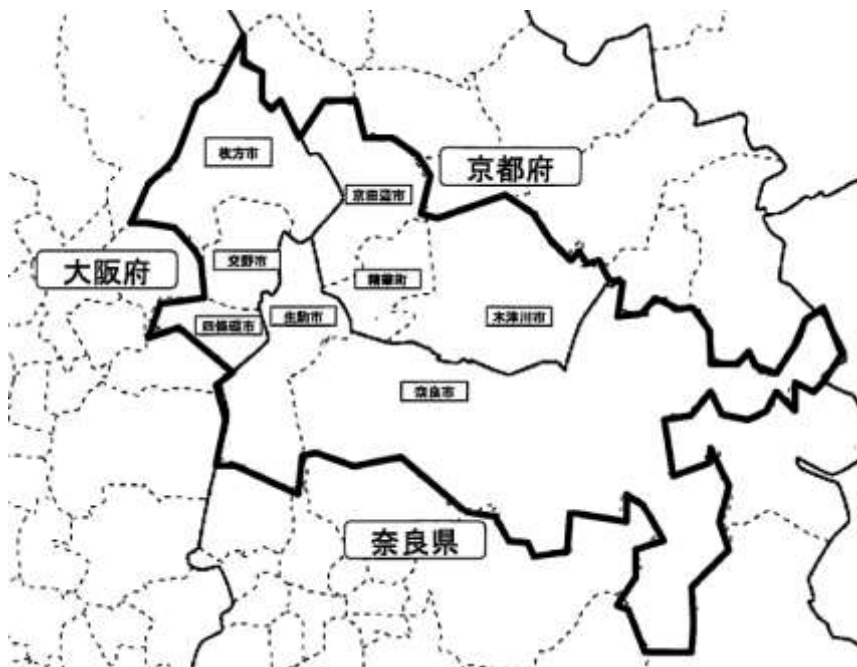 枚方市
京都府
京田辺市
大阪府
交野市
精華町
四條畷市
生駒市
木津川市
奈良市
奈良県